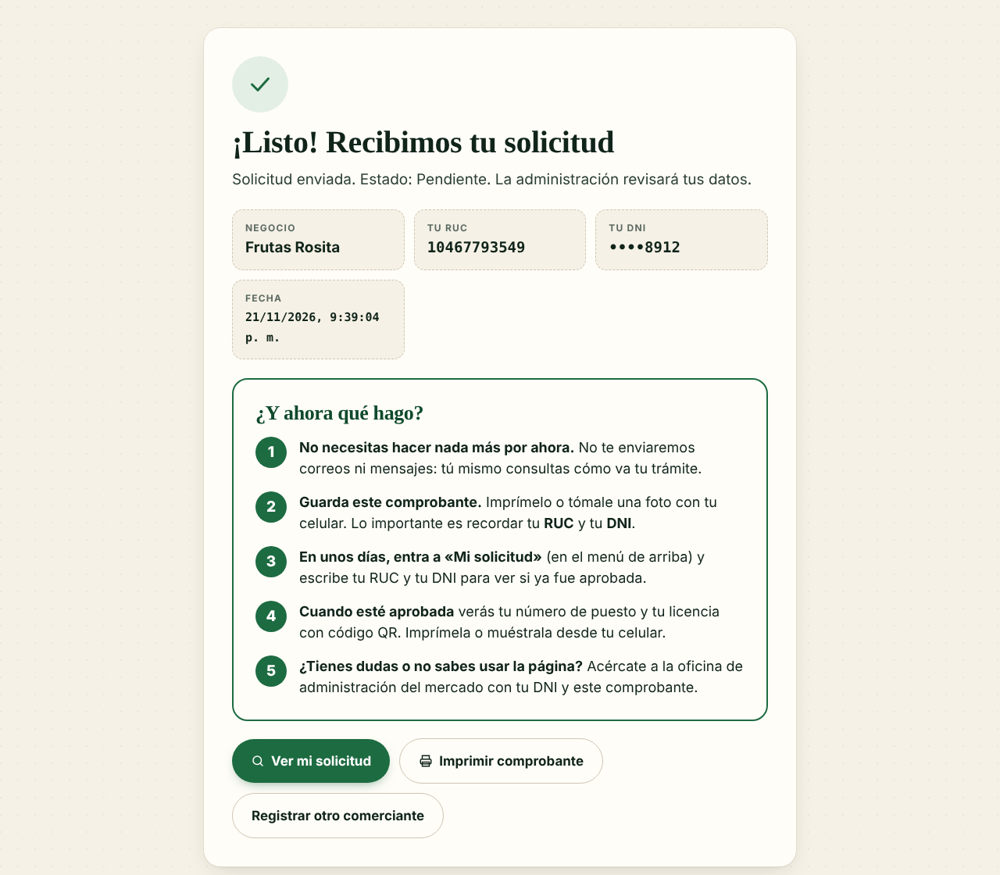 ¡Listo! Recibimos tu solicitud
Solicitud enviada. Estado: Pendiente. La administración revisará tus datos.
NEGOCIO
Frutas Rosita
TU RUC
10467793549
TU DNI
••••8912
FECHA
21/11/2026, 9:39:04
p. m.
¿Y ahora qué hago?
1
No necesitas hacer nada más por ahora. No te enviaremos
correos ni mensajes: tú mismo consultas cómo va tu trámite.
2
Guarda este comprobante. Imprímelo o tómale una foto con tu
celular. Lo importante es recordar tu RUC y tu DNI.
3
En unos días, entra a «Mi solicitud» (en el menú de arriba) y
escribe tu RUC y tu DNI para ver si ya fue aprobada.
4
Cuando esté aprobada verás tu número de puesto y tu licencia
con código QR. Imprímela o muéstrala desde tu celular.
5
¿Tienes dudas o no sabes usar la página? Acércate a la oficina de
administración del mercado con tu DNI y este comprobante.
Ver mi solicitud
Imprimir comprobante
Registrar otro comerciante